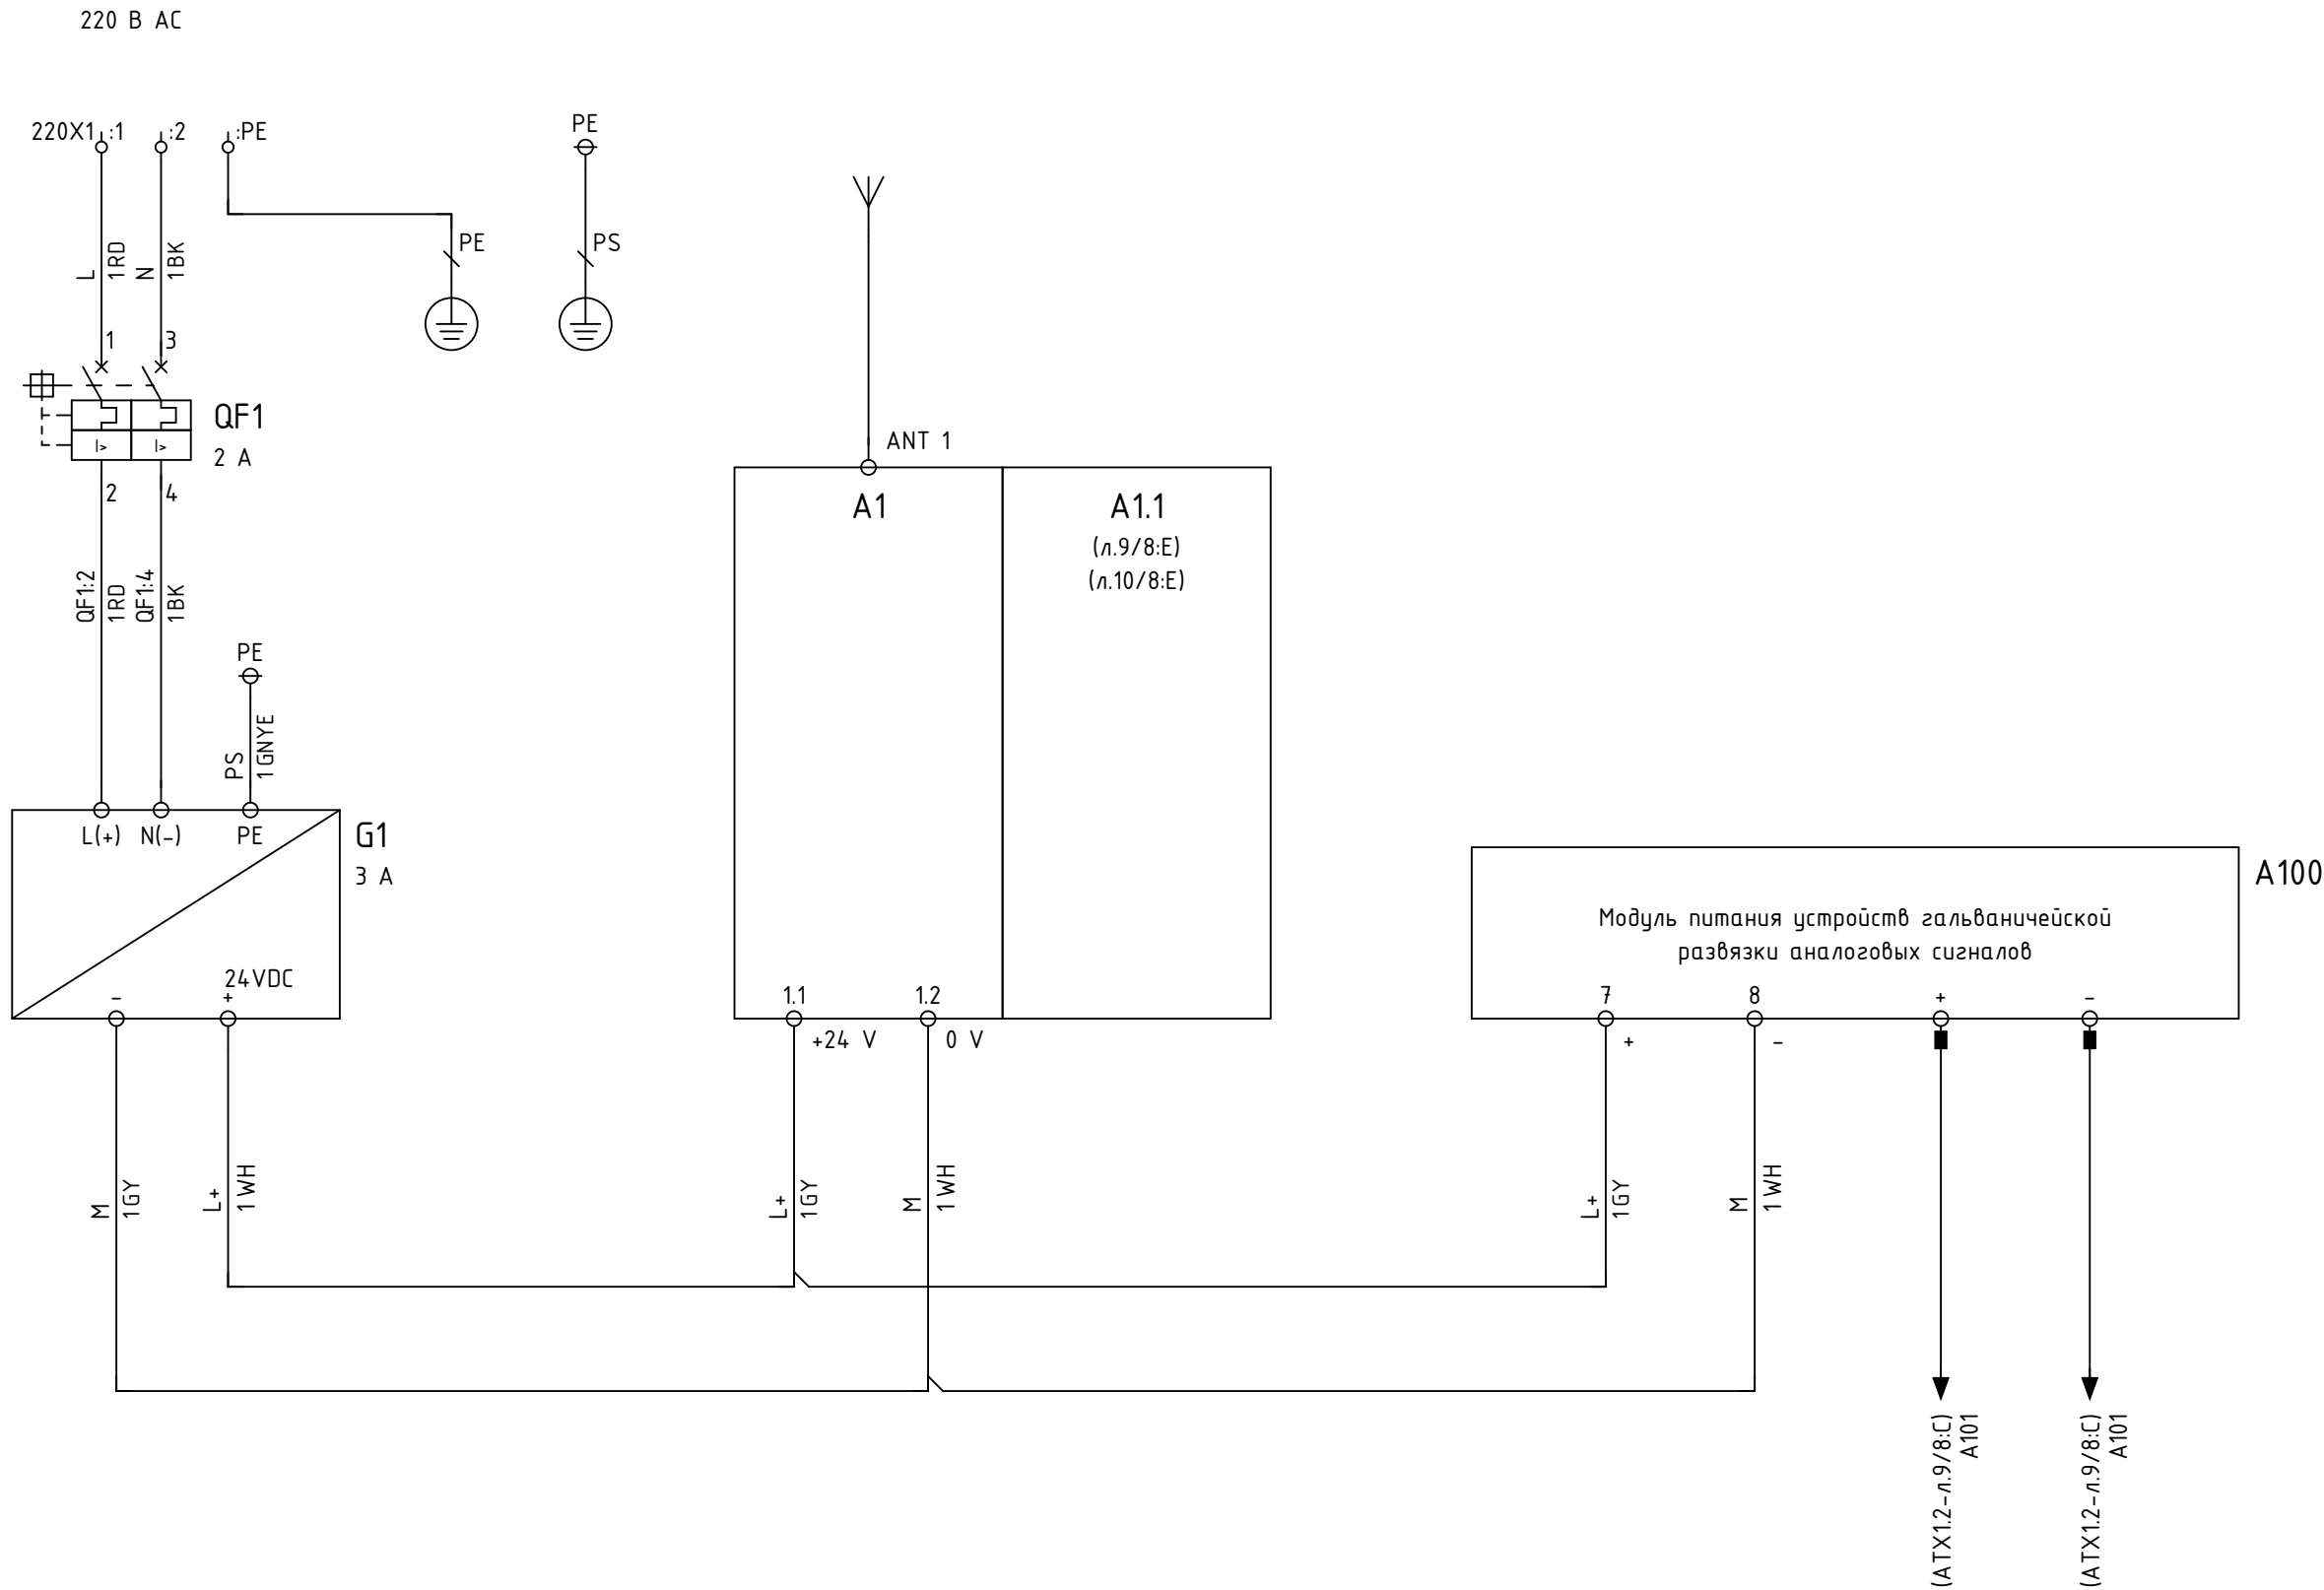 220 В AC
220X1 :1 :2 :PE
PE
L
1RD
N
1BK
PE
PS
1 3
QF1
2 A
I> I>
2 4
QF1:2
1RD
QF1:4
1BK
PE
PS
1GNYE
L(+) N(-) PE
G1
3 A
24VDC
- +
ANT 1
A1
A1.1
(л.9/8:E)
(л.10/8:E)
1.1 1.2
+24 V 0 V
A100
Модуль питания устройств гальваничейской
развязки аналоговых сигналов
7 8 + -
+ -
M
1GY
L+
1WH
L+
1GY
M
1WH
L+
1GY
M
1WH
(ATX1.2-л.9/8:C)
A101
(ATX1.2-л.9/8:C)
A101